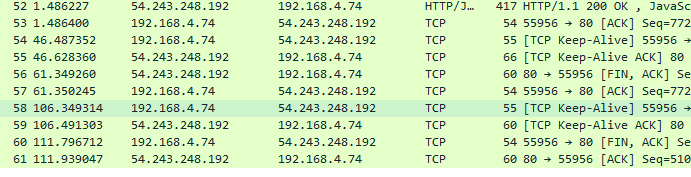 52 1.486227 54.243.248.192 192.168.4.74 HTTP/J… 417 HTTP/1.1 200 OK , JavaSc
53 1.486400 192.168.4.74 54.243.248.192 TCP 54 55956 → 80 [ACK] Seq=772
54 46.487352 192.168.4.74 54.243.248.192 TCP 55 [TCP Keep-Alive] 55956 →
55 46.628360 54.243.248.192 192.168.4.74 TCP 66 [TCP Keep-Alive ACK] 80
56 61.349260 54.243.248.192 192.168.4.74 TCP 60 80 → 55956 [FIN, ACK] Se
57 61.350245 192.168.4.74 54.243.248.192 TCP 54 55956 → 80 [ACK] Seq=772
58 106.349314 192.168.4.74 54.243.248.192 TCP 55 [TCP Keep-Alive] 55956 →
59 106.491303 54.243.248.192 192.168.4.74 TCP 60 [TCP Keep-Alive ACK] 80
60 111.796712 192.168.4.74 54.243.248.192 TCP 54 55956 → 80 [FIN, ACK] Se
61 111.939047 54.243.248.192 192.168.4.74 TCP 60 80 → 55956 [ACK] Seq=510